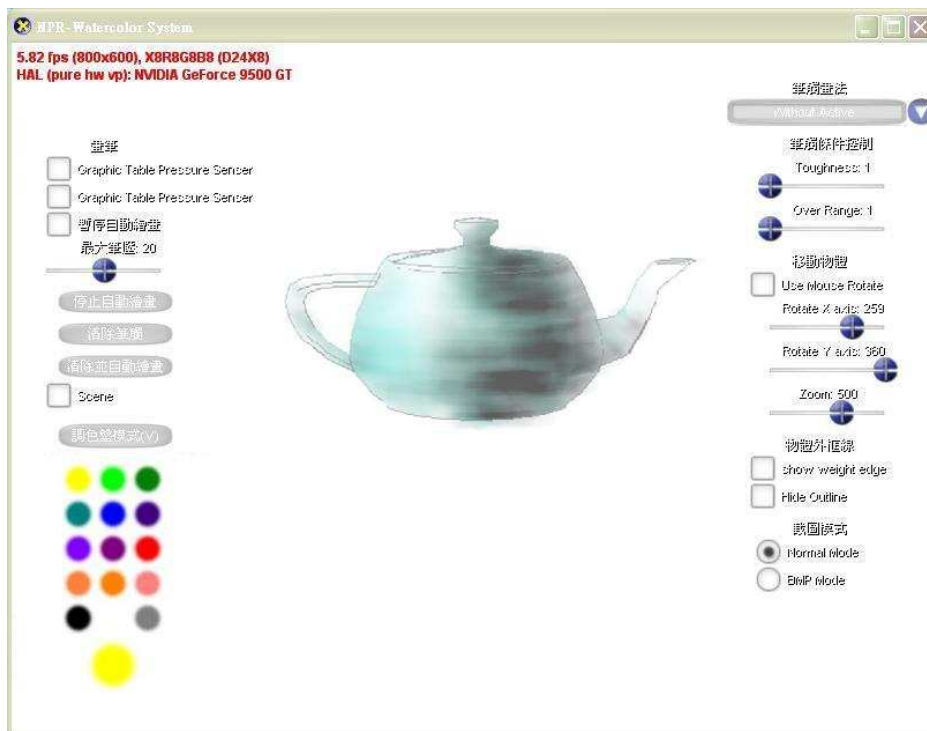 NPR-Watercolor System
5.82 fps (800x600), X8R8G8B8 (D24X8)
HAL (pure hw vp): NVIDIA GeForce 9500 GT
畫筆
Graphic Table Pressure Senser
Graphic Table Pressure Senser
暫停自動繪畫
最大筆壓: 20
停止自動繪畫
清除筆觸
清除並自動繪畫
Scene
調色盤模式(V)
筆觸畫法
Without Active
筆觸條件控制
Toughness: 1
Over Range: 1
移動物體
Use Mouse Rotate
Rotate X axis: 259
Rotate Y axis: 360
Zoom: 500
物體外框線
show weight edge
Hide Outline
截圖模式
Normal Mode
BMP Mode